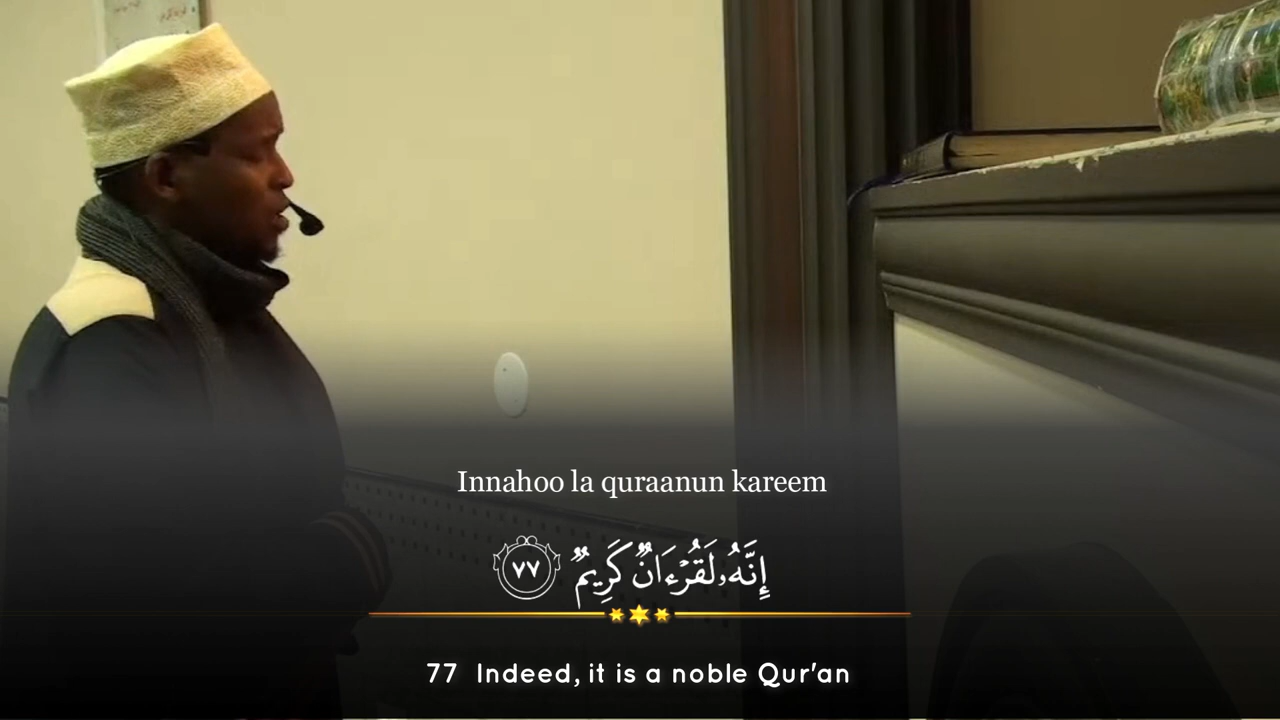 Innahoo la quraanun kareem
إِنَّهُۥ لَقُرْءَانٌ كَرِيمٌ ٧٧
77 Indeed, it is a noble Qur'an